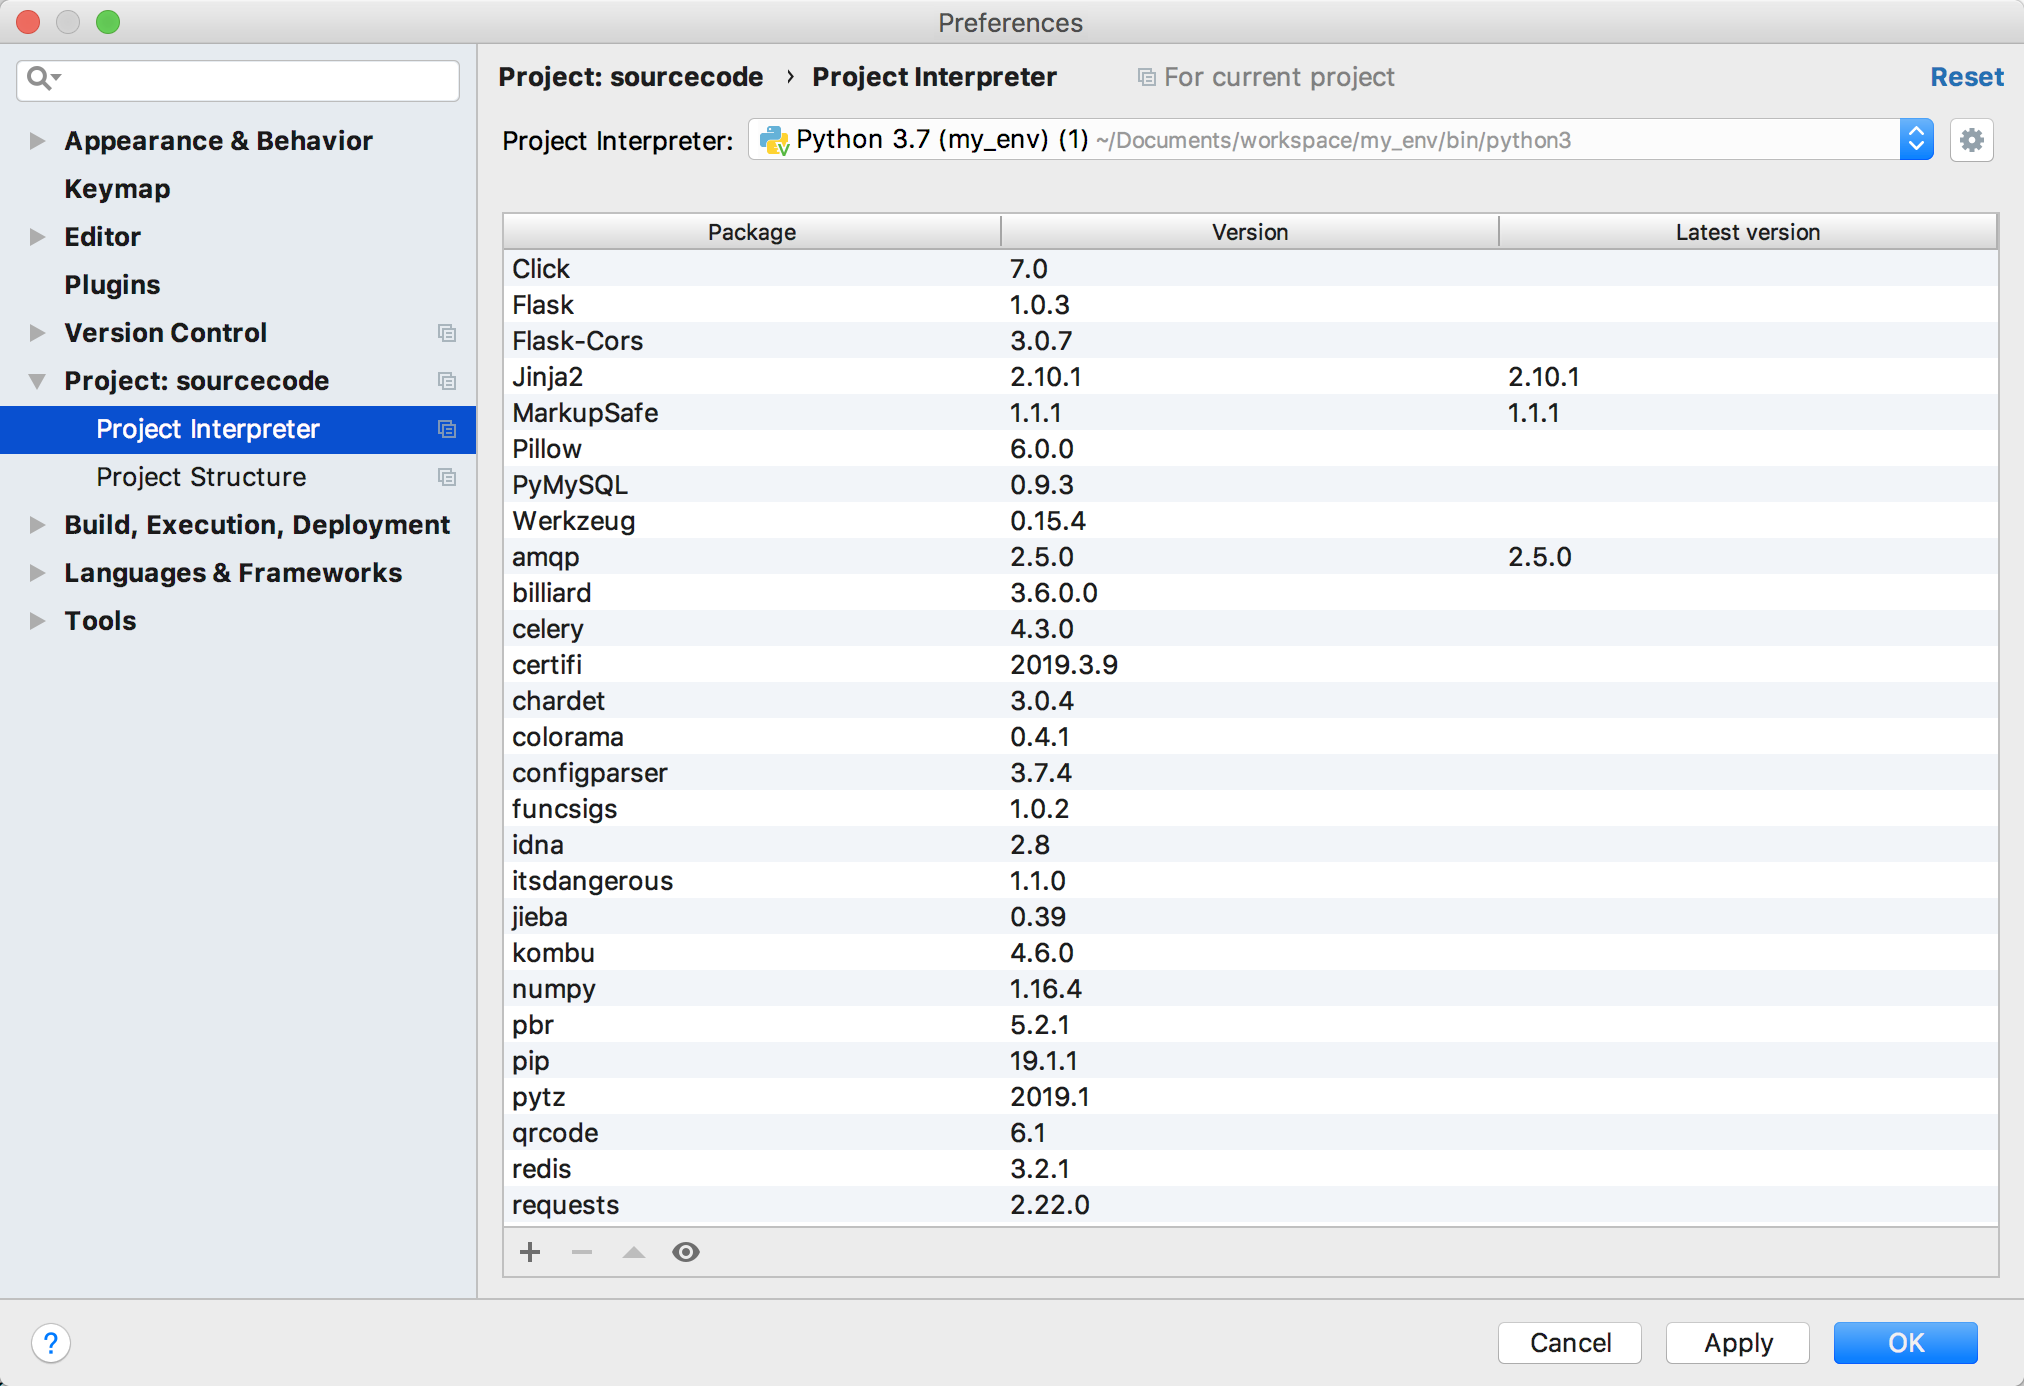 Preferences
Appearance & Behavior
Keymap
Editor
Plugins
Version Control
Project: sourcecode
Project Interpreter
Project Structure
Build, Execution, Deployment
Languages & Frameworks
Tools
Project: sourcecode › Project Interpreter For current project Reset
Project Interpreter: Python 3.7 (my_env) (1) ~/Documents/workspace/my_env/bin/python3
Package Version Latest version
Click 7.0
Flask 1.0.3
Flask-Cors 3.0.7
Jinja2 2.10.1 2.10.1
MarkupSafe 1.1.1 1.1.1
Pillow 6.0.0
PyMySQL 0.9.3
Werkzeug 0.15.4
amqp 2.5.0 2.5.0
billiard 3.6.0.0
celery 4.3.0
certifi 2019.3.9
chardet 3.0.4
colorama 0.4.1
configparser 3.7.4
funcsigs 1.0.2
idna 2.8
itsdangerous 1.1.0
jieba 0.39
kombu 4.6.0
numpy 1.16.4
pbr 5.2.1
pip 19.1.1
pytz 2019.1
qrcode 6.1
redis 3.2.1
requests 2.22.0
? Cancel Apply OK